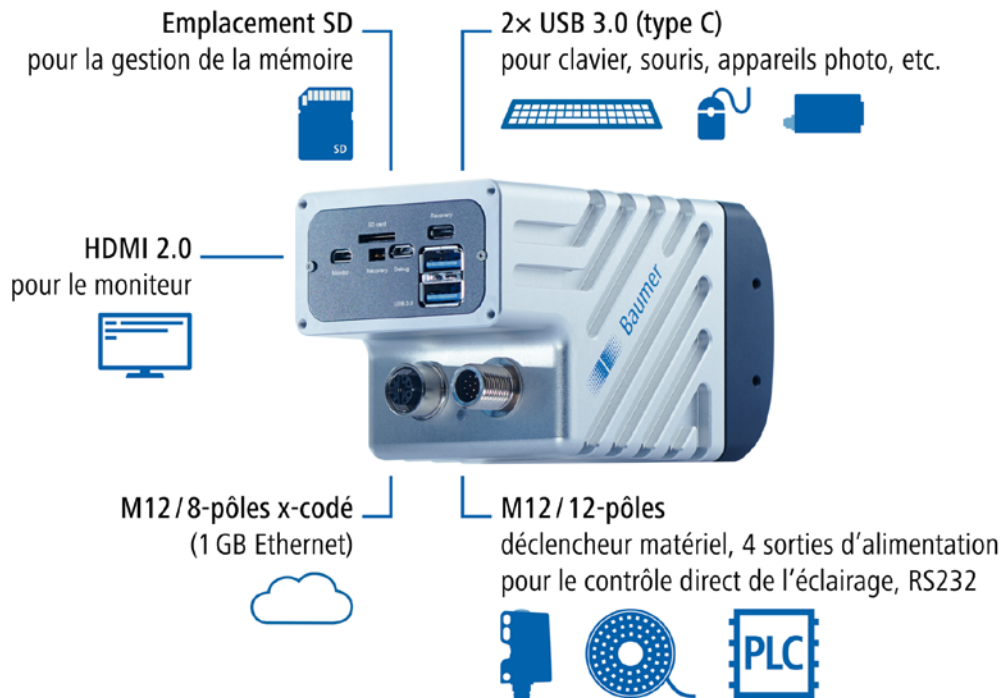 Emplacement SD
pour la gestion de la mémoire
SD
2× USB 3.0 (type C)
pour clavier, souris, appareils photo, etc.
HDMI 2.0
pour le moniteur
SD card
Recovery
Monitor
Recovery
Debug
USB 3.0
Baumer
M12/8-pôles x-codé
(1 GB Ethernet)
M12/12-pôles
déclencheur matériel, 4 sorties d'alimentation
pour le contrôle direct de l'éclairage, RS232
PLC